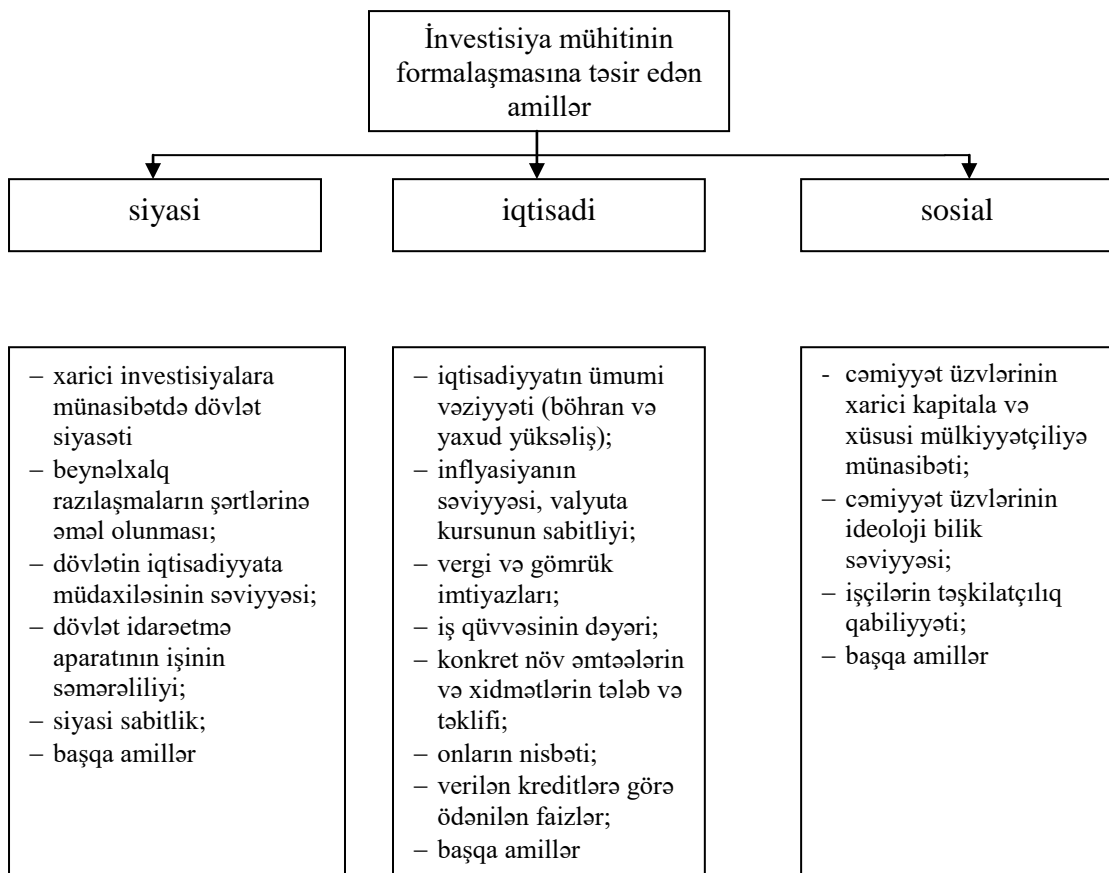 İnvestisiya mühitinin
formalaşmasına təsir edən
amillər
siyasi
iqtisadi
sosial
– xarici investisiyalara
münasibətdə dövlət
siyasəti
– beynəlxalq
razılaşmaların şərtlərinə
əməl olunması;
– dövlətin iqtisadiyyata
müdaxiləsinin səviyyəsi;
– dövlət idarəetmə
aparatının işinin
səmərəliliyi;
– siyasi sabitlik;
– başqa amillər
– iqtisadiyyatın ümumi
vəziyyəti (böhran və
yaxud yüksəliş);
– inflyasiyanın
səviyyəsi, valyuta
kursunun sabitliyi;
– vergi və gömrük
imtiyazları;
– iş qüvvəsinin dəyəri;
– konkret növ əmtəələrin
və xidmətlərin tələb və
təklifi;
– onların nisbəti;
– verilən kreditlərə görə
ödənilən faizlər;
– başqa amillər
- cəmiyyət üzvlərinin
xarici kapitala və
xüsusi mülkiyyətçiliyə
münasibəti;
– cəmiyyət üzvlərinin
ideoloji bilik
səviyyəsi;
– işçilərin təşkilatçılıq
qabiliyyəti;
– başqa amillər